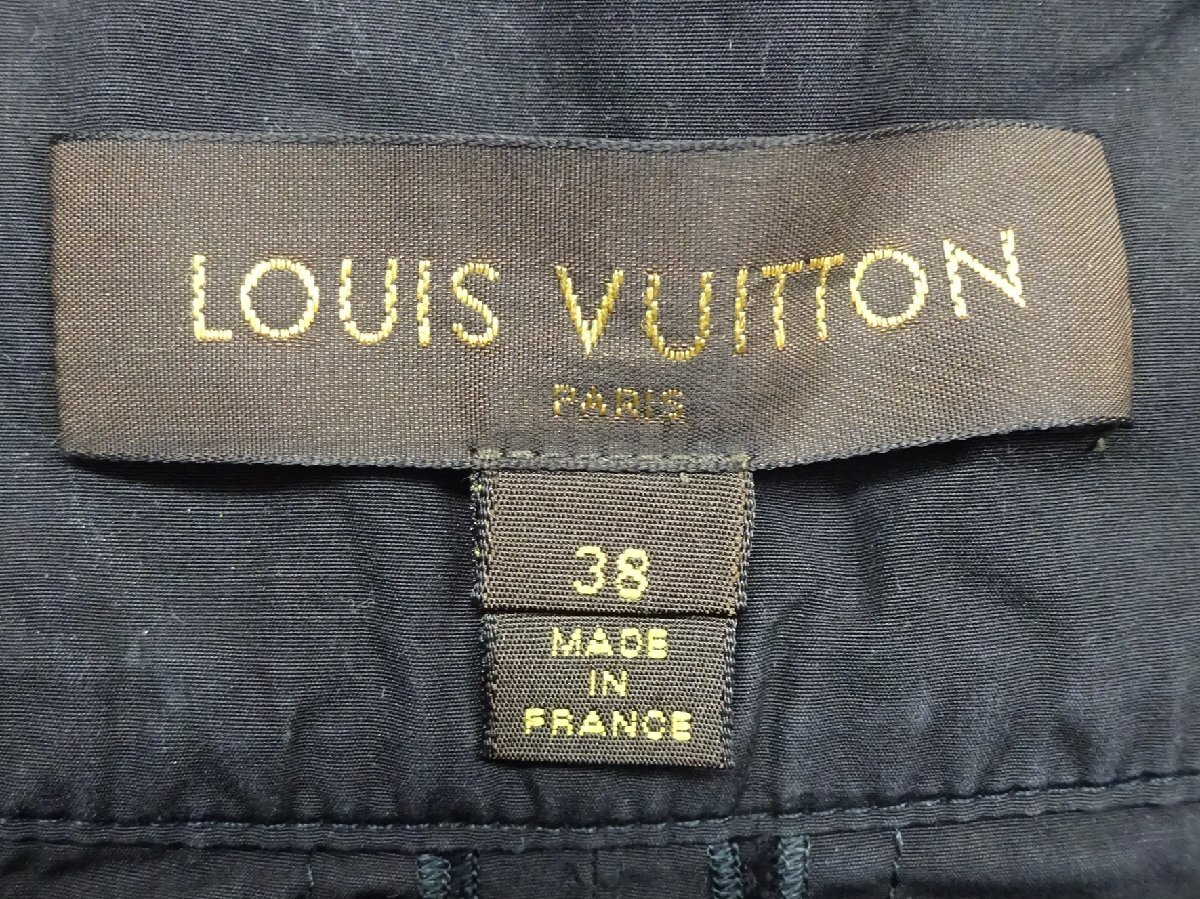 LOUIS VUITTON
PARIS
38
MADE
IN
FRANCE